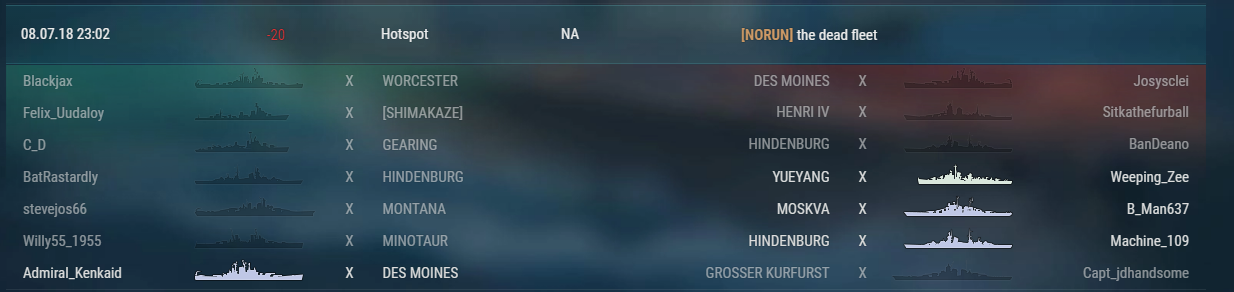 08.07.18 23:02 -20 Hotspot NA [NORUN] the dead fleet
Blackjax X WORCESTER DES MOINES X Josysclei
Felix_Uudaloy X [SHIMAKAZE] HENRI IV X Sitkathefurball
C_D X GEARING HINDENBURG X BanDeano
BatRastardly X HINDENBURG YUEYANG X Weeping_Zee
stevejos66 X MONTANA MOSKVA X B_Man637
Willy55_1955 X MINOTAUR HINDENBURG X Machine_109
Admiral_Kenkaid X DES MOINES GROSSER KURFURST X Capt_jdhandsome